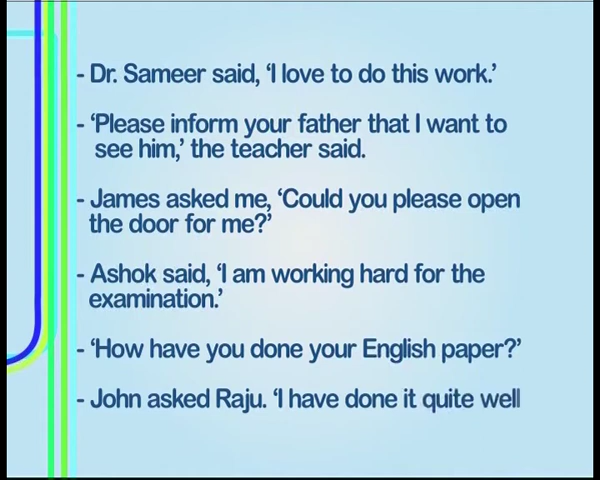 - Dr. Sameer said, ‘I love to do this work.’
- ‘Please inform your father that I want to
see him,’ the teacher said.
- James asked me, ‘Could you please open
the door for me?’
- Ashok said, ‘I am working hard for the
examination.’
- ‘How have you done your English paper?’
- John asked Raju. ‘I have done it quite well